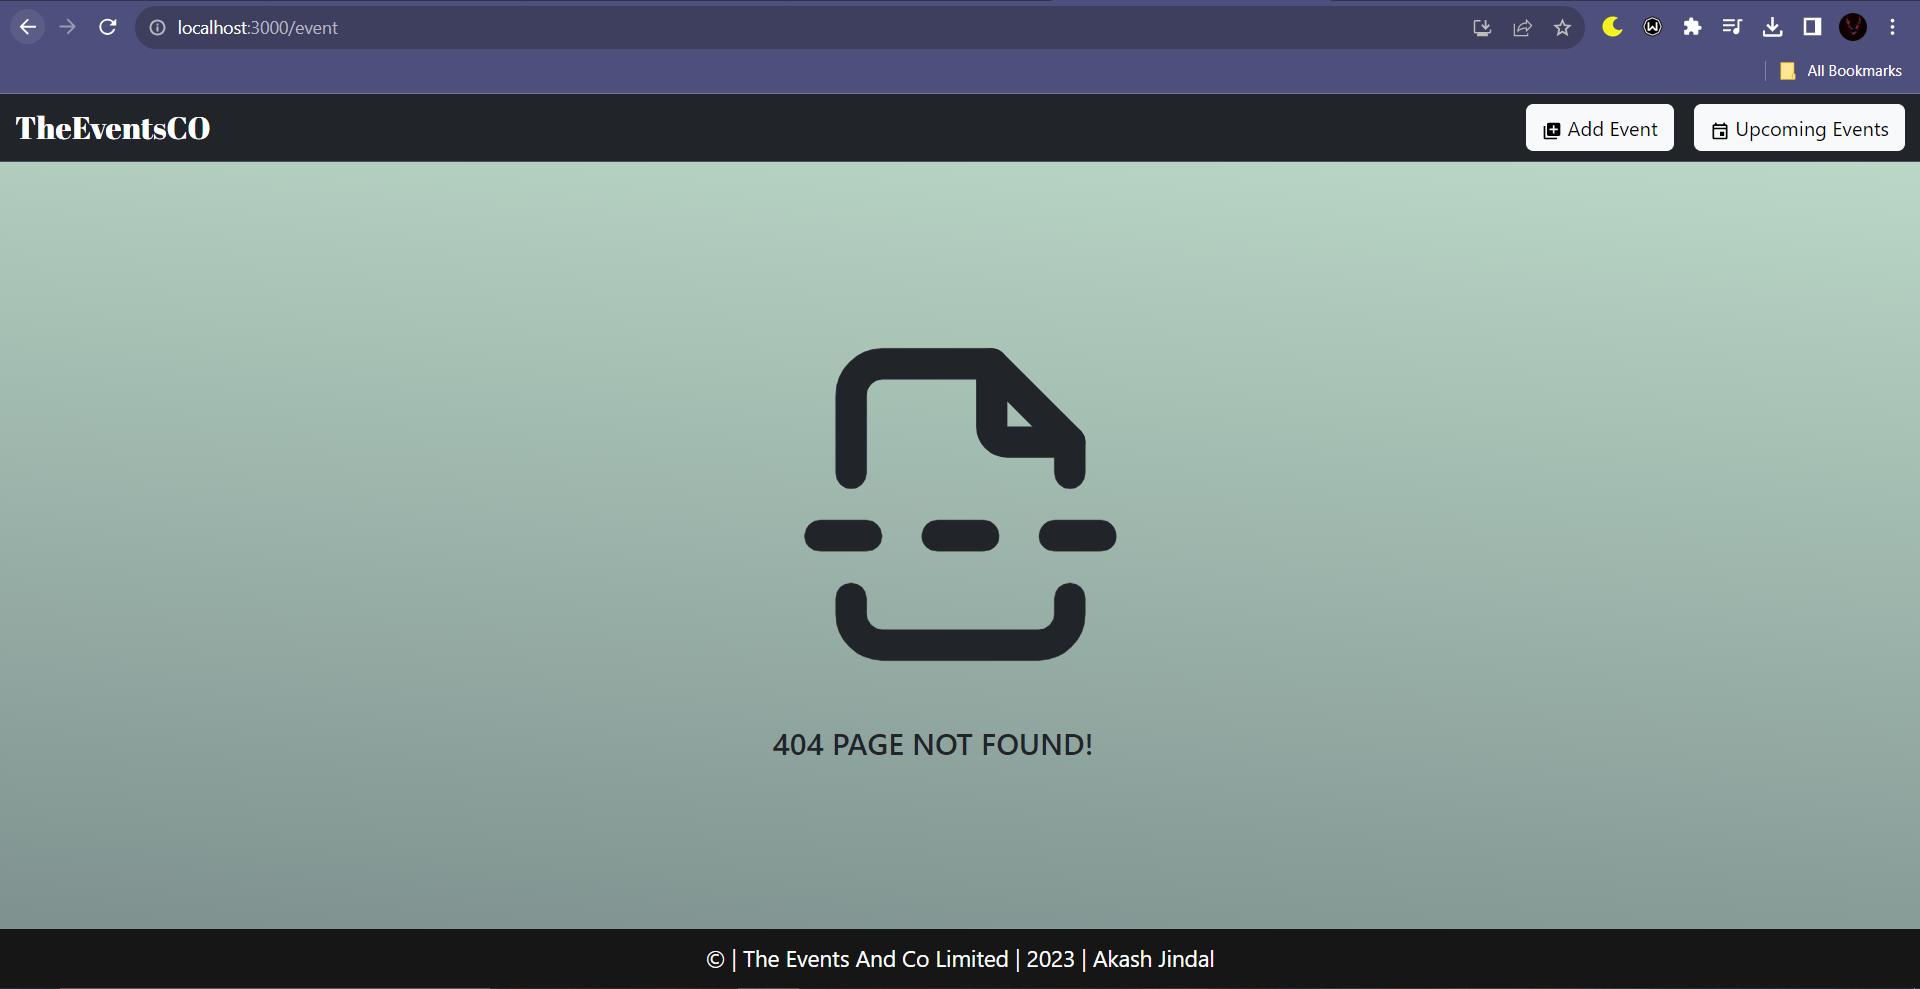 localhost:3000/event
All Bookmarks
TheEventsCO
Add Event
Upcoming Events
404 PAGE NOT FOUND!
© | The Events And Co Limited | 2023 | Akash Jindal